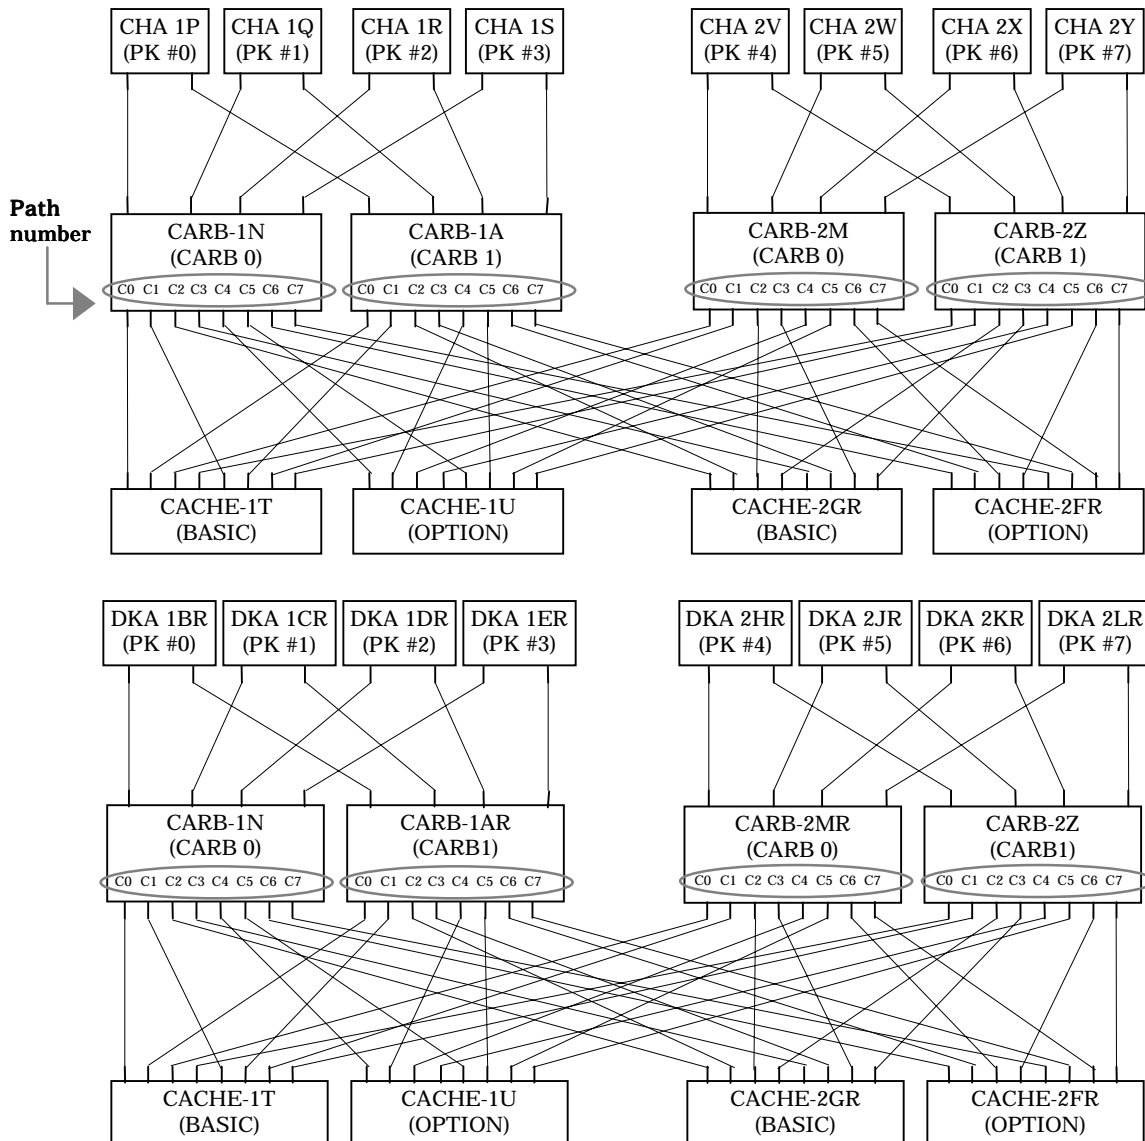 CHA 1P CHA 1Q CHA 1R CHA 1S CHA 2V CHA 2W CHA 2X CHA 2Y
(PK #0) (PK #1) (PK #2) (PK #3) (PK #4) (PK #5) (PK #6) (PK #7)
Path
number
CARB-1N CARB-1A CARB-2M CARB-2Z
(CARB 0) (CARB 1) (CARB 0) (CARB 1)
C0 C1 C2 C3 C4 C5 C6 C7 C0 C1 C2 C3 C4 C5 C6 C7 C0 C1 C2 C3 C4 C5 C6 C7 C0 C1 C2 C3 C4 C5 C6 C7
CACHE-1T CACHE-1U CACHE-2GR CACHE-2FR
(BASIC) (OPTION) (BASIC) (OPTION)
DKA 1BR DKA 1CR DKA 1DR DKA 1ER DKA 2HR DKA 2JR DKA 2KR DKA 2LR
(PK #0) (PK #1) (PK #2) (PK #3) (PK #4) (PK #5) (PK #6) (PK #7)
CARB-1N CARB-1AR CARB-2MR CARB-2Z
(CARB 0) (CARB1) (CARB 0) (CARB1)
C0 C1 C2 C3 C4 C5 C6 C7 C0 C1 C2 C3 C4 C5 C6 C7 C0 C1 C2 C3 C4 C5 C6 C7 C0 C1 C2 C3 C4 C5 C6 C7
CACHE-1T CACHE-1U CACHE-2GR CACHE-2FR
(BASIC) (OPTION) (BASIC) (OPTION)